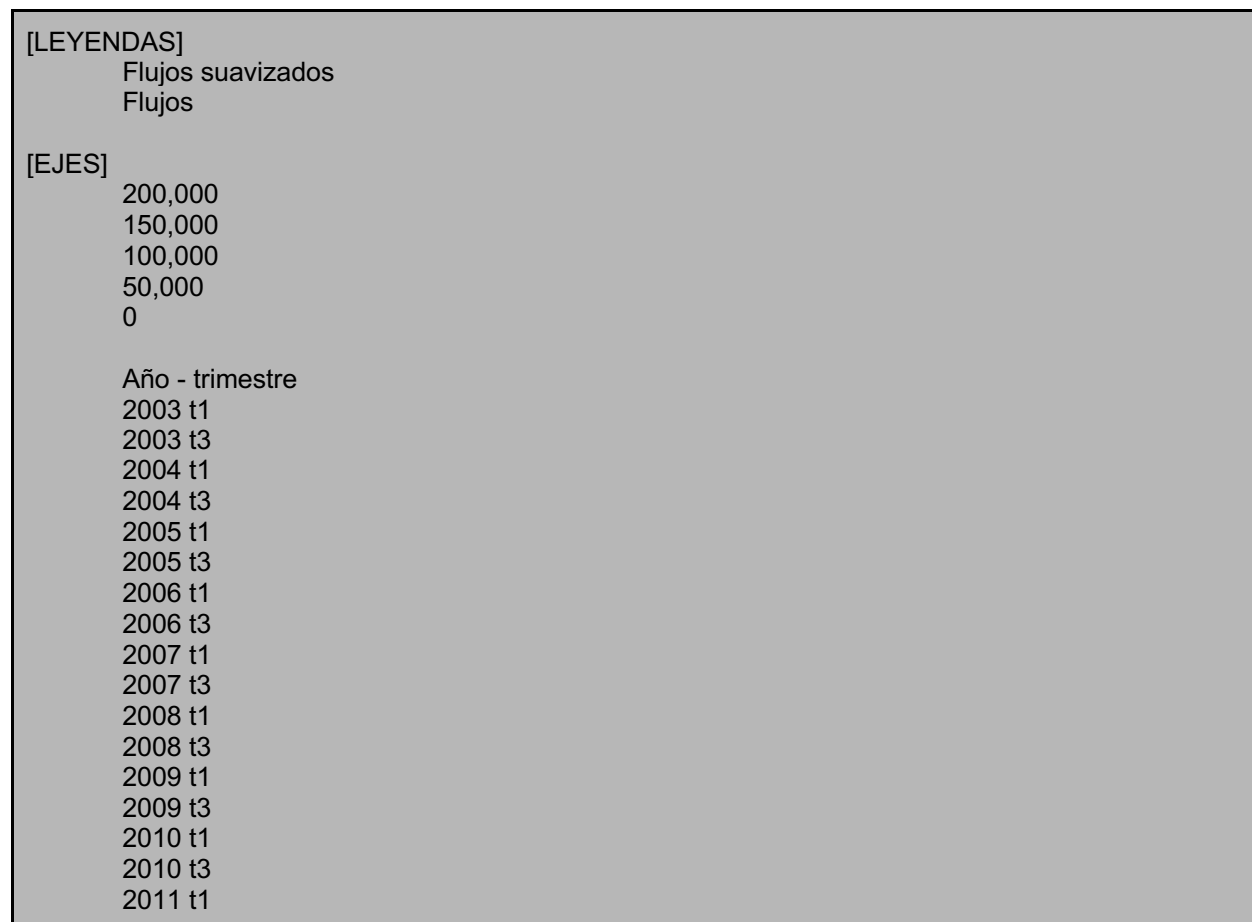 [LEYENDAS]
Flujos suavizados
Flujos
[EJES]
200,000
150,000
100,000
50,000
0
Año - trimestre
2003 t1
2003 t3
2004 t1
2004 t3
2005 t1
2005 t3
2006 t1
2006 t3
2007 t1
2007 t3
2008 t1
2008 t3
2009 t1
2009 t3
2010 t1
2010 t3
2011 t1